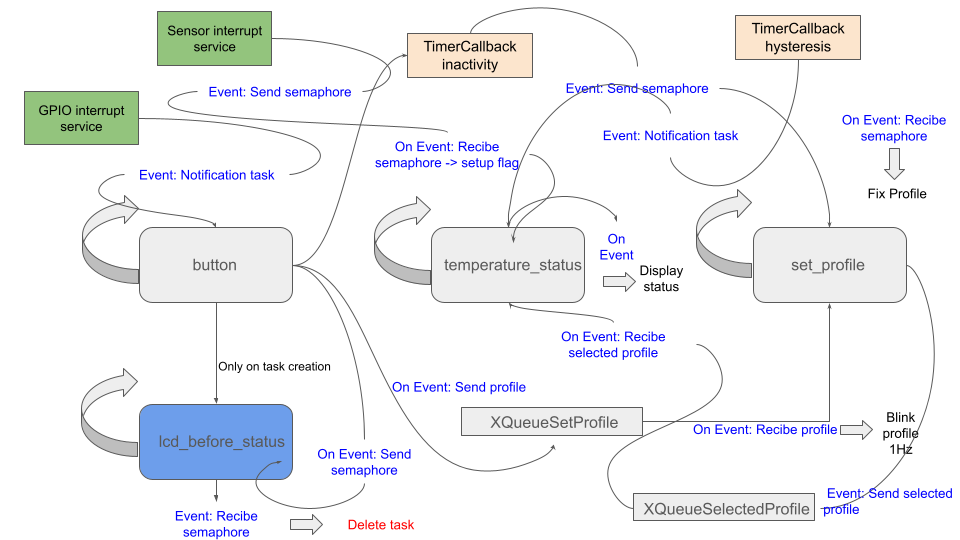 Sensor interrupt
service
TimerCallback
inactivity
TimerCallback
hysteresis
GPIO interrupt
service
Event: Send semaphore
Event: Send semaphore
On Event: Recibe
semaphore
Event: Notification task
On Event: Recibe
semaphore -> setup flag
Event: Notification task
Fix Profile
button
temperature_status
On
Event
Display
status
set_profile
On Event: Recibe
selected profile
Only on task creation
On Event: Send profile
XQueueSetProfile
On Event: Recibe profile
Blink
profile
1Hz
lcd_before_status
On Event: Send
semaphore
Event: Recibe
semaphore
Delete task
XQueueSelectedProfile
Event: Send selected
profile